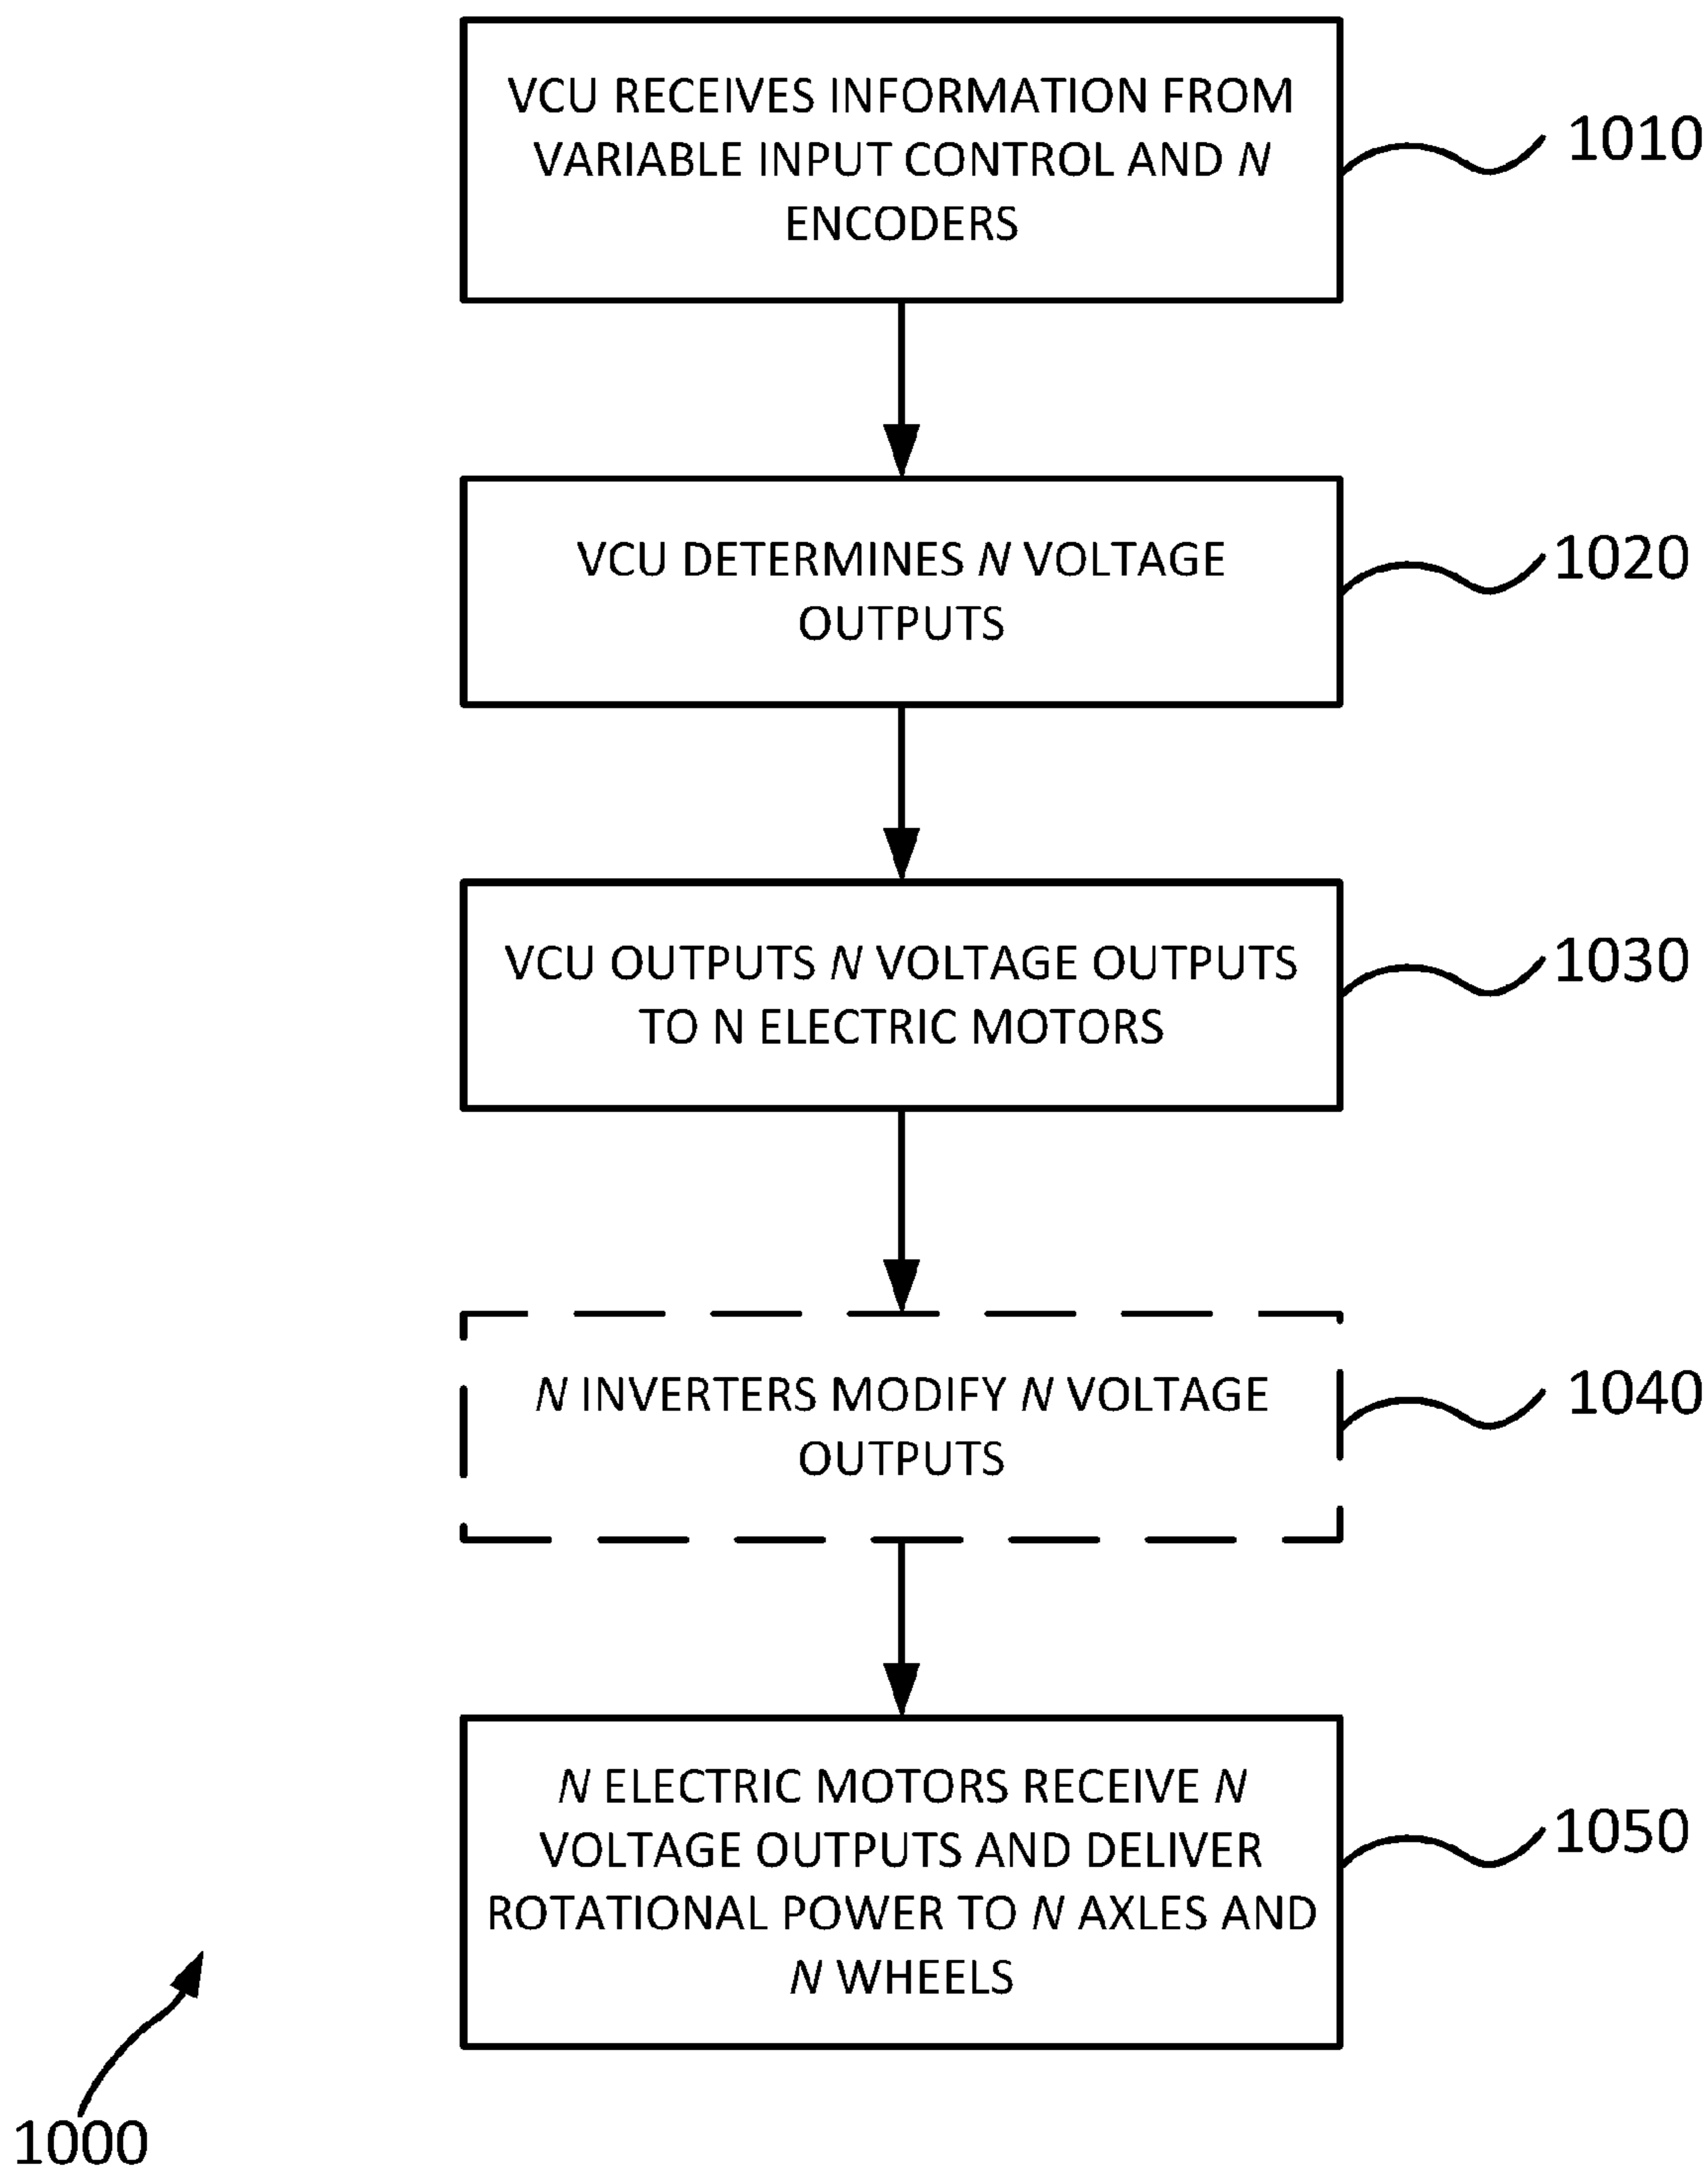 VCU RECEIVES INFORMATION FROM
VARIABLE INPUT CONTROL AND N
ENCODERS
1010
VCU DETERMINES N VOLTAGE
OUTPUTS
1020
VCU OUTPUTS N VOLTAGE OUTPUTS
TO N ELECTRIC MOTORS
1030
N INVERTERS MODIFY N VOLTAGE
OUTPUTS
1040
N ELECTRIC MOTORS RECEIVE N
VOLTAGE OUTPUTS AND DELIVER
ROTATIONAL POWER TO N AXLES AND
N WHEELS
1050
1000